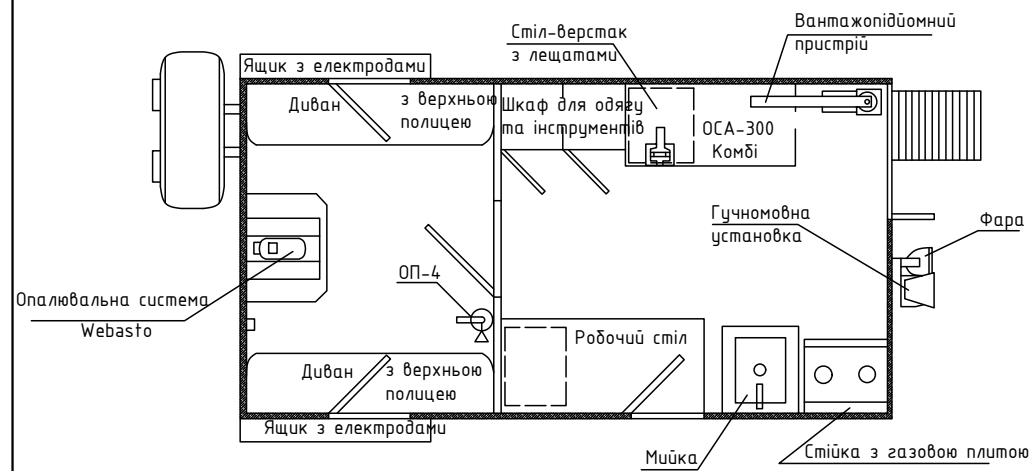 Стіл-верстак
з лещатами
Вантажопідйомний
пристрій
Ящик з електродами
Диван
з верхньою
полицею
Шкаф для одягу
та інструментів
ОСА-300
Комбі
Гучномовна
установка
Фара
ОП-4
Опалювальна система
Webasto
Робочий стіл
Диван
з верхньою
полицею
Ящик з електродами
Мийка
Стійка з газовою плитою